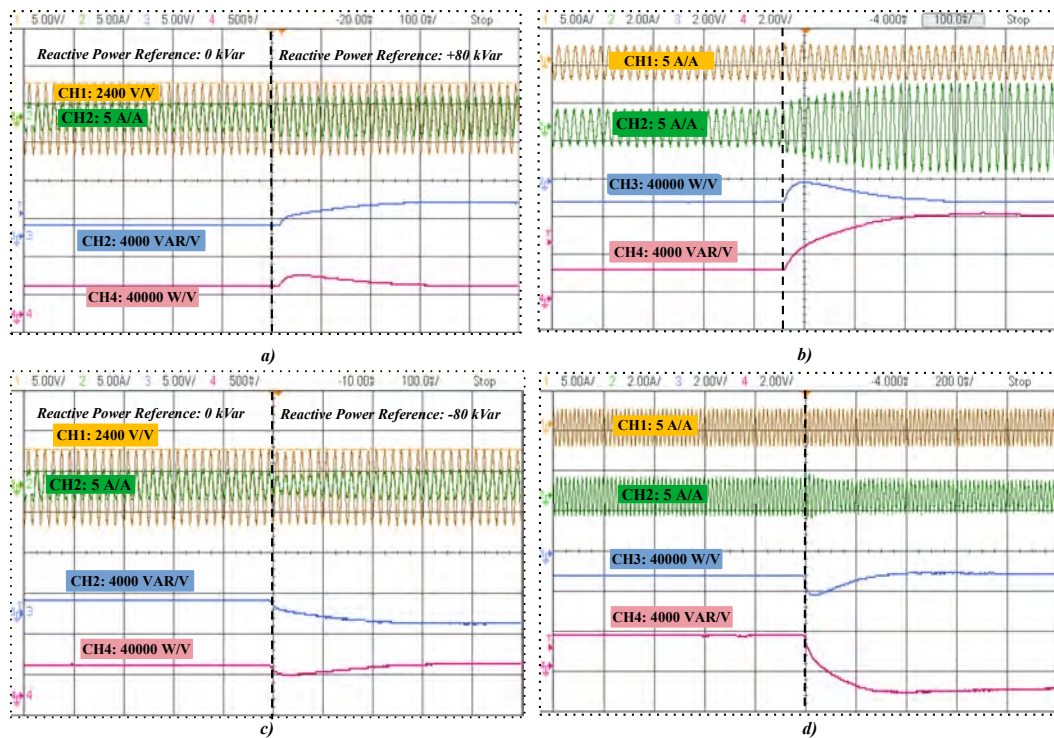 1 5.00V/ 2 5.00A/ 3 5.00V/ 4 500%/ -20.00% 100.0% Stop
Reactive Power Reference: 0 kVar Reactive Power Reference: +80 kVar
CH1: 2400 V/V
CH2: 5 A/A
CH2: 4000 VAR/V
CH4: 40000 W/V
a)
1 5.00A/ 2 5.00A/ 3 2.00V/ 4 2.00V/ -4.000% 100.0% Stop
CH1: 5 A/A
CH2: 5 A/A
CH3: 40000 W/V
CH4: 4000 VAR/V
b)
1 5.00V/ 2 5.00A/ 3 5.00V/ 4 500%/ -10.00% 100.0% Stop
Reactive Power Reference: 0 kVar Reactive Power Reference: -80 kVar
CH1: 2400 V/V
CH2: 5 A/A
CH2: 4000 VAR/V
CH4: 40000 W/V
c)
1 5.00A/ 2 2.00A/ 3 2.00V/ 4 2.00V/ -4.000% 200.0% Stop
CH1: 5 A/A
CH2: 5 A/A
CH3: 40000 W/V
CH4: 4000 VAR/V
d)